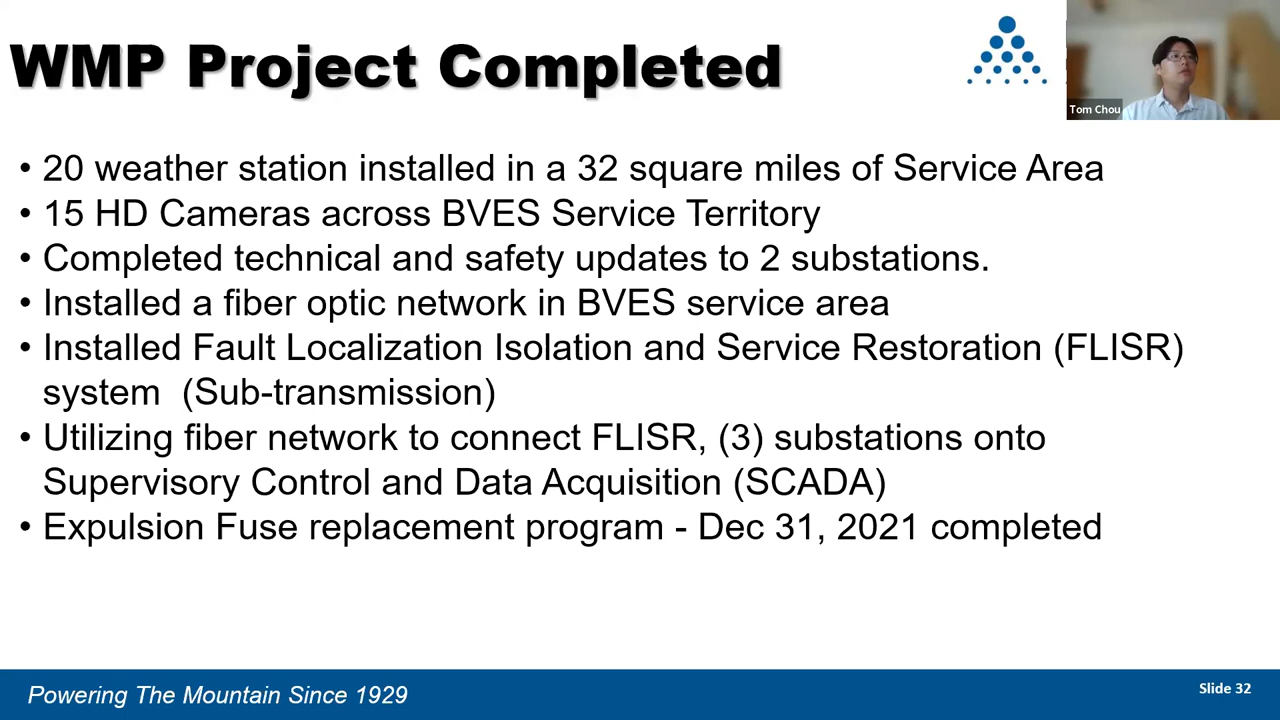 WMP Project Completed
Tom Chou
• 20 weather station installed in a 32 square miles of Service Area
• 15 HD Cameras across BVES Service Territory
• Completed technical and safety updates to 2 substations.
• Installed a fiber optic network in BVES service area
• Installed Fault Localization Isolation and Service Restoration (FLISR)
system (Sub-transmission)
• Utilizing fiber network to connect FLISR, (3) substations onto
Supervisory Control and Data Acquisition (SCADA)
• Expulsion Fuse replacement program - Dec 31, 2021 completed
Powering The Mountain Since 1929
Slide 32